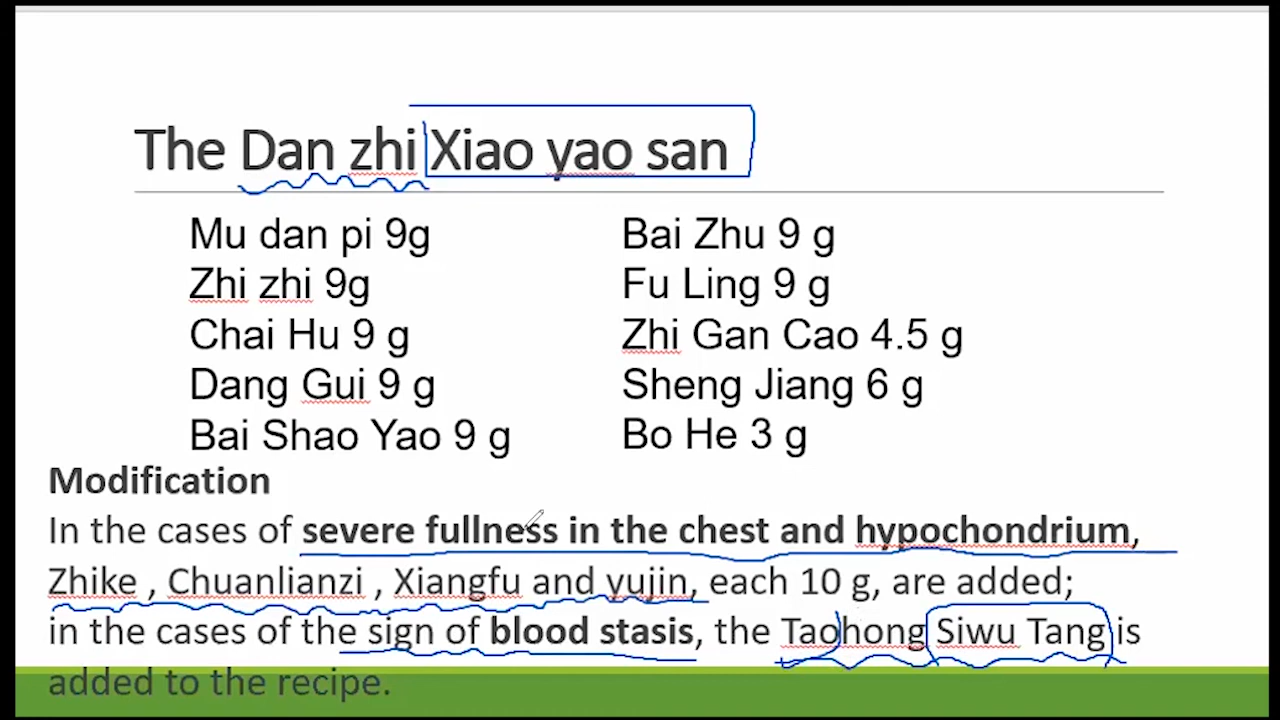 The Dan zhi Xiao yao san
Mu dan pi 9g
Zhi zhi 9g
Chai Hu 9 g
Dang Gui 9 g
Bai Shao Yao 9 g
Bai Zhu 9 g
Fu Ling 9 g
Zhi Gan Cao 4.5 g
Sheng Jiang 6 g
Bo He 3 g
Modification
In the cases of severe fullness in the chest and hypochondrium,
Zhike , Chuanlianzi , Xiangfu and yujin, each 10 g, are added;
in the cases of the sign of blood stasis, the Taohong Siwu Tang is
added to the recipe.